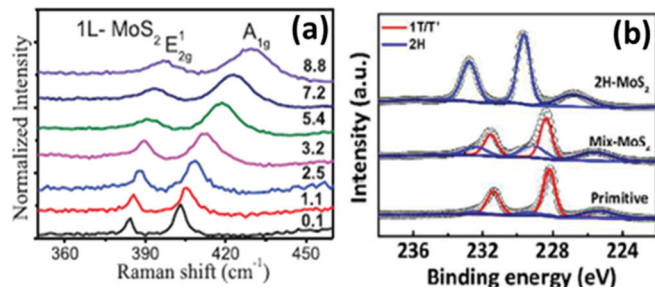 (a)
1L- MoS₂ E¹₂g A₁g
8.8
7.2
5.4
3.2
2.5
1.1
0.1
Normalized Intensity
360 390 420 450
Raman shift (cm⁻¹)
(b)
1T/T'
2H
2H-MoS₂
Mix-MoS₂
Primitive
Intensity (a.u.)
236 232 228 224
Binding energy (eV)